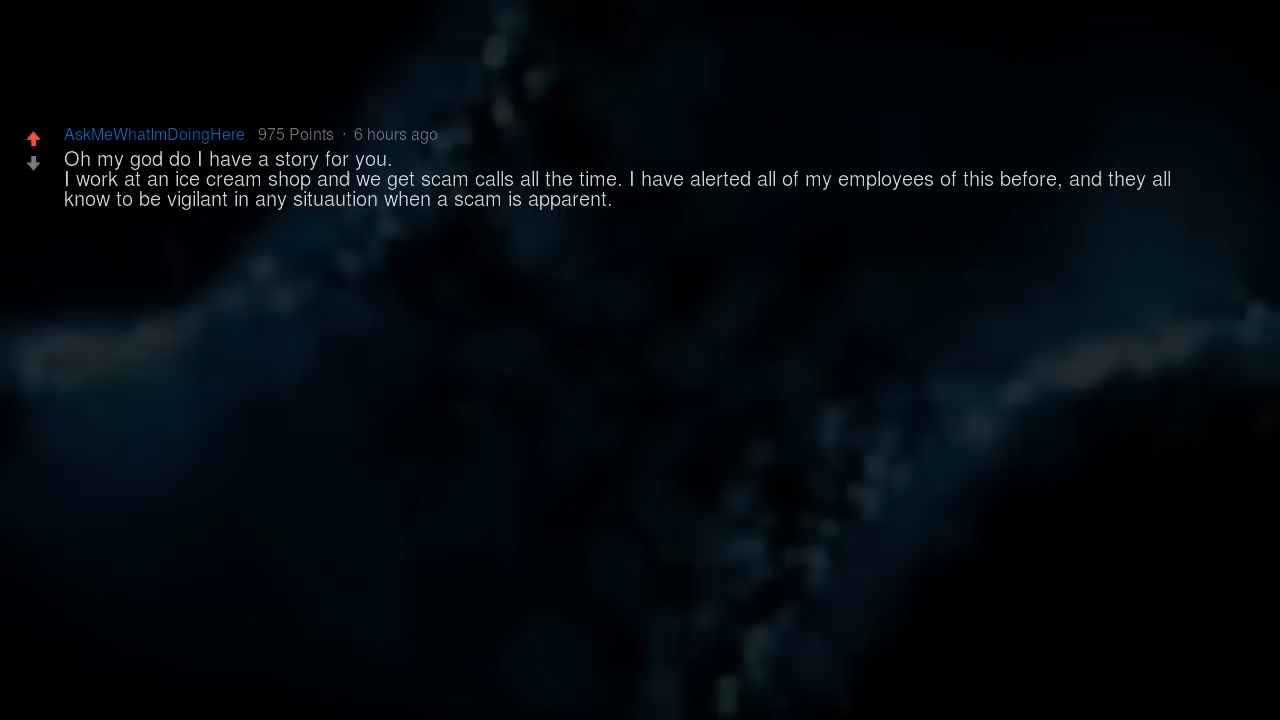 AskMeWhatImDoingHere 975 Points · 6 hours ago
Oh my god do I have a story for you.
I work at an ice cream shop and we get scam calls all the time. I have alerted all of my employees of this before, and they all
know to be vigilant in any situaution when a scam is apparent.